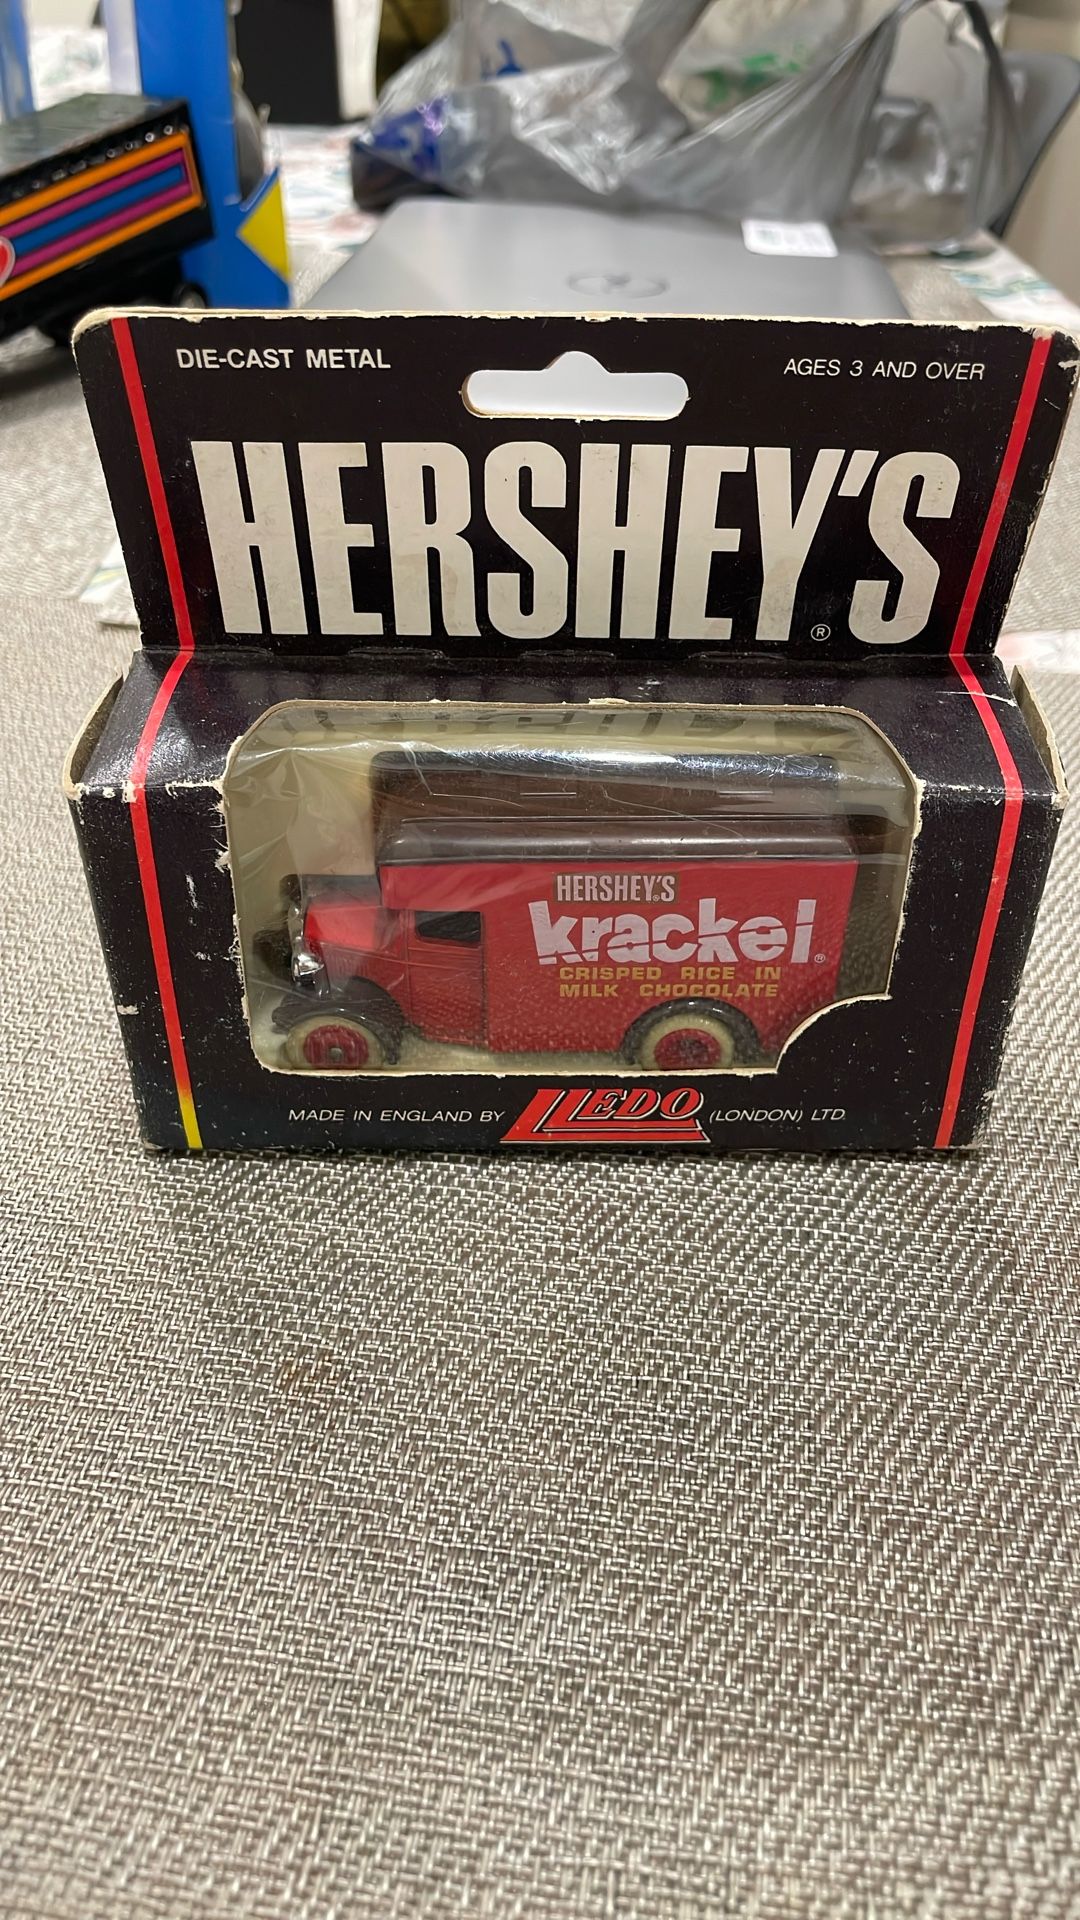 DIE-CAST METAL
AGES 3 AND OVER
HERSHEY'S®
HERSHEY'S
krackel®
CRISPED RICE IN
MILK CHOCOLATE
MADE IN ENGLAND BY LLEDO (LONDON) LTD.